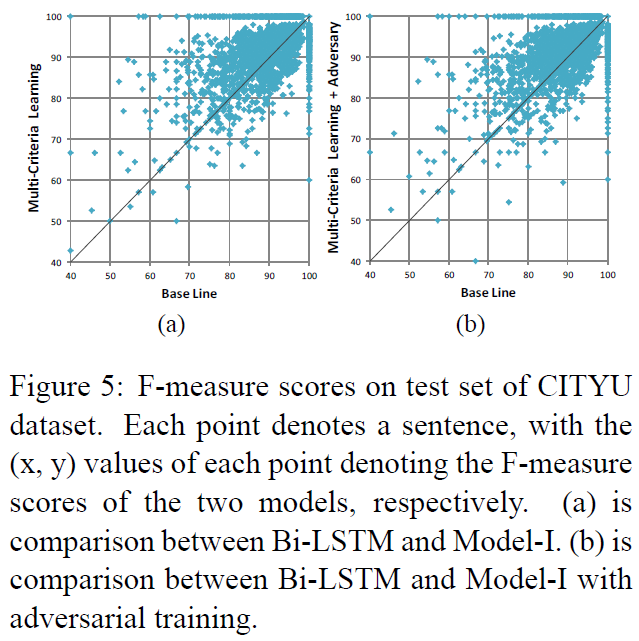 Multi-Criteria Learning
100
90
80
70
60
50
40
40 50 60 70 80 90 100
Base Line
(a)
Multi-Criteria Learning + Adversary
100
90
80
70
60
50
40
40 50 60 70 80 90 100
Base Line
(b)
Figure 5: F-measure scores on test set of CITYU
dataset. Each point denotes a sentence, with the
(x, y) values of each point denoting the F-measure
scores of the two models, respectively. (a) is
comparison between Bi-LSTM and Model-I. (b) is
comparison between Bi-LSTM and Model-I with
adversarial training.